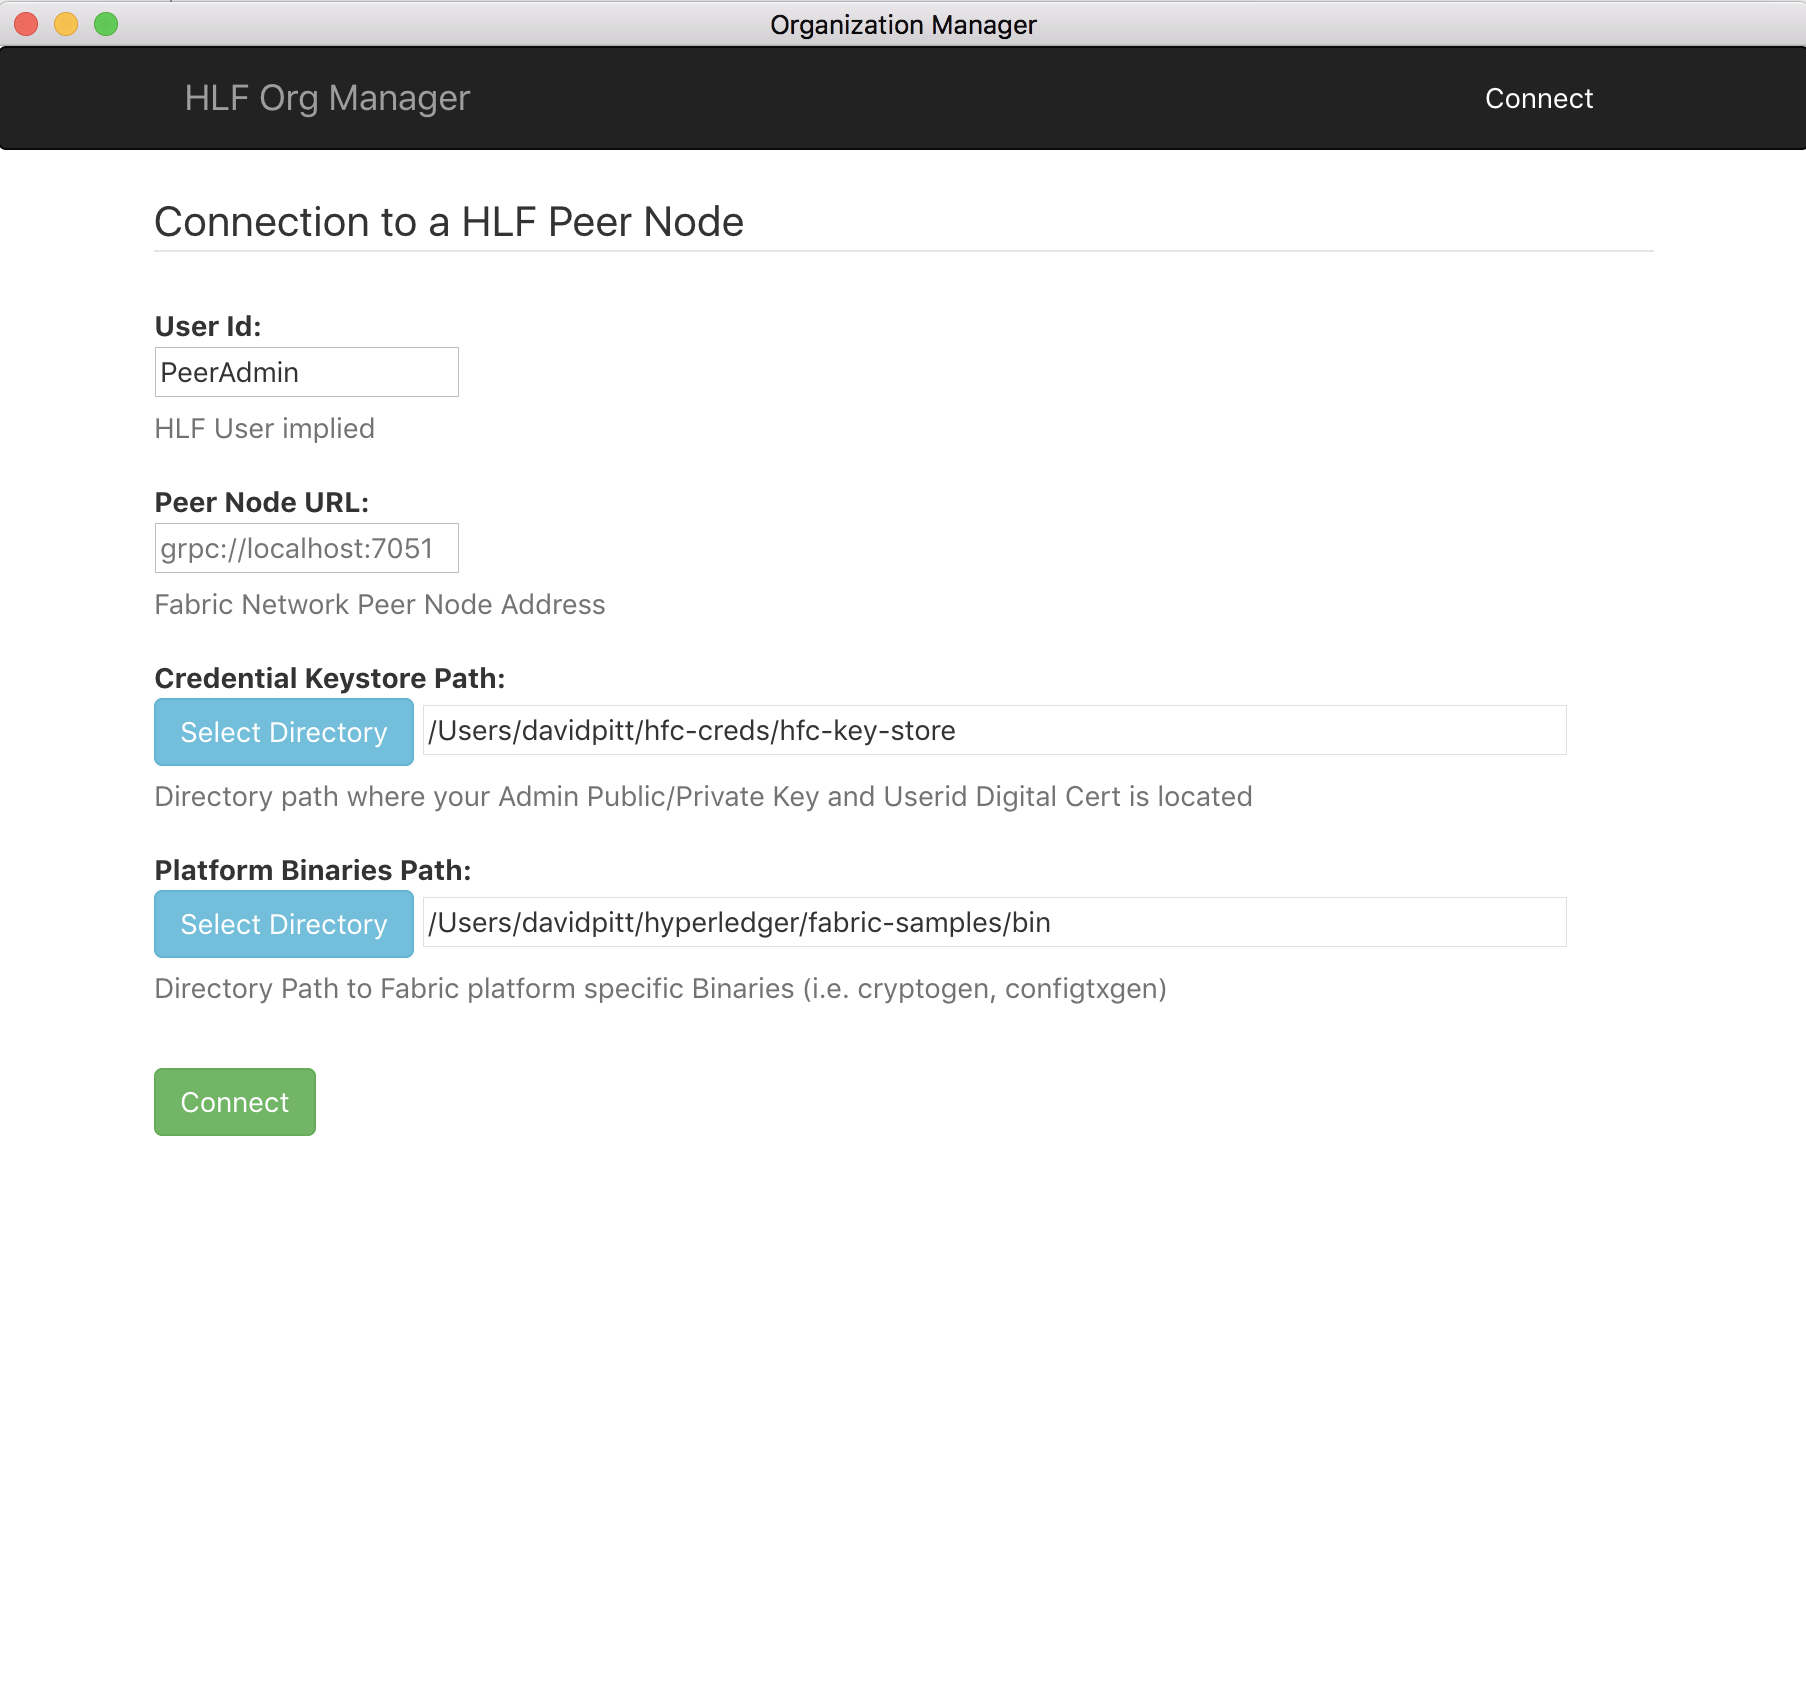 Organization Manager
HLF Org Manager
Connect
Connection to a HLF Peer Node
User Id:
PeerAdmin
HLF User implied
Peer Node URL:
grpc://localhost:7051
Fabric Network Peer Node Address
Credential Keystore Path:
Select Directory /Users/davidpitt/hfc-creds/hfc-key-store
Directory path where your Admin Public/Private Key and Userid Digital Cert is located
Platform Binaries Path:
Select Directory /Users/davidpitt/hyperledger/fabric-samples/bin
Directory Path to Fabric platform specific Binaries (i.e. cryptogen, configtxgen)
Connect